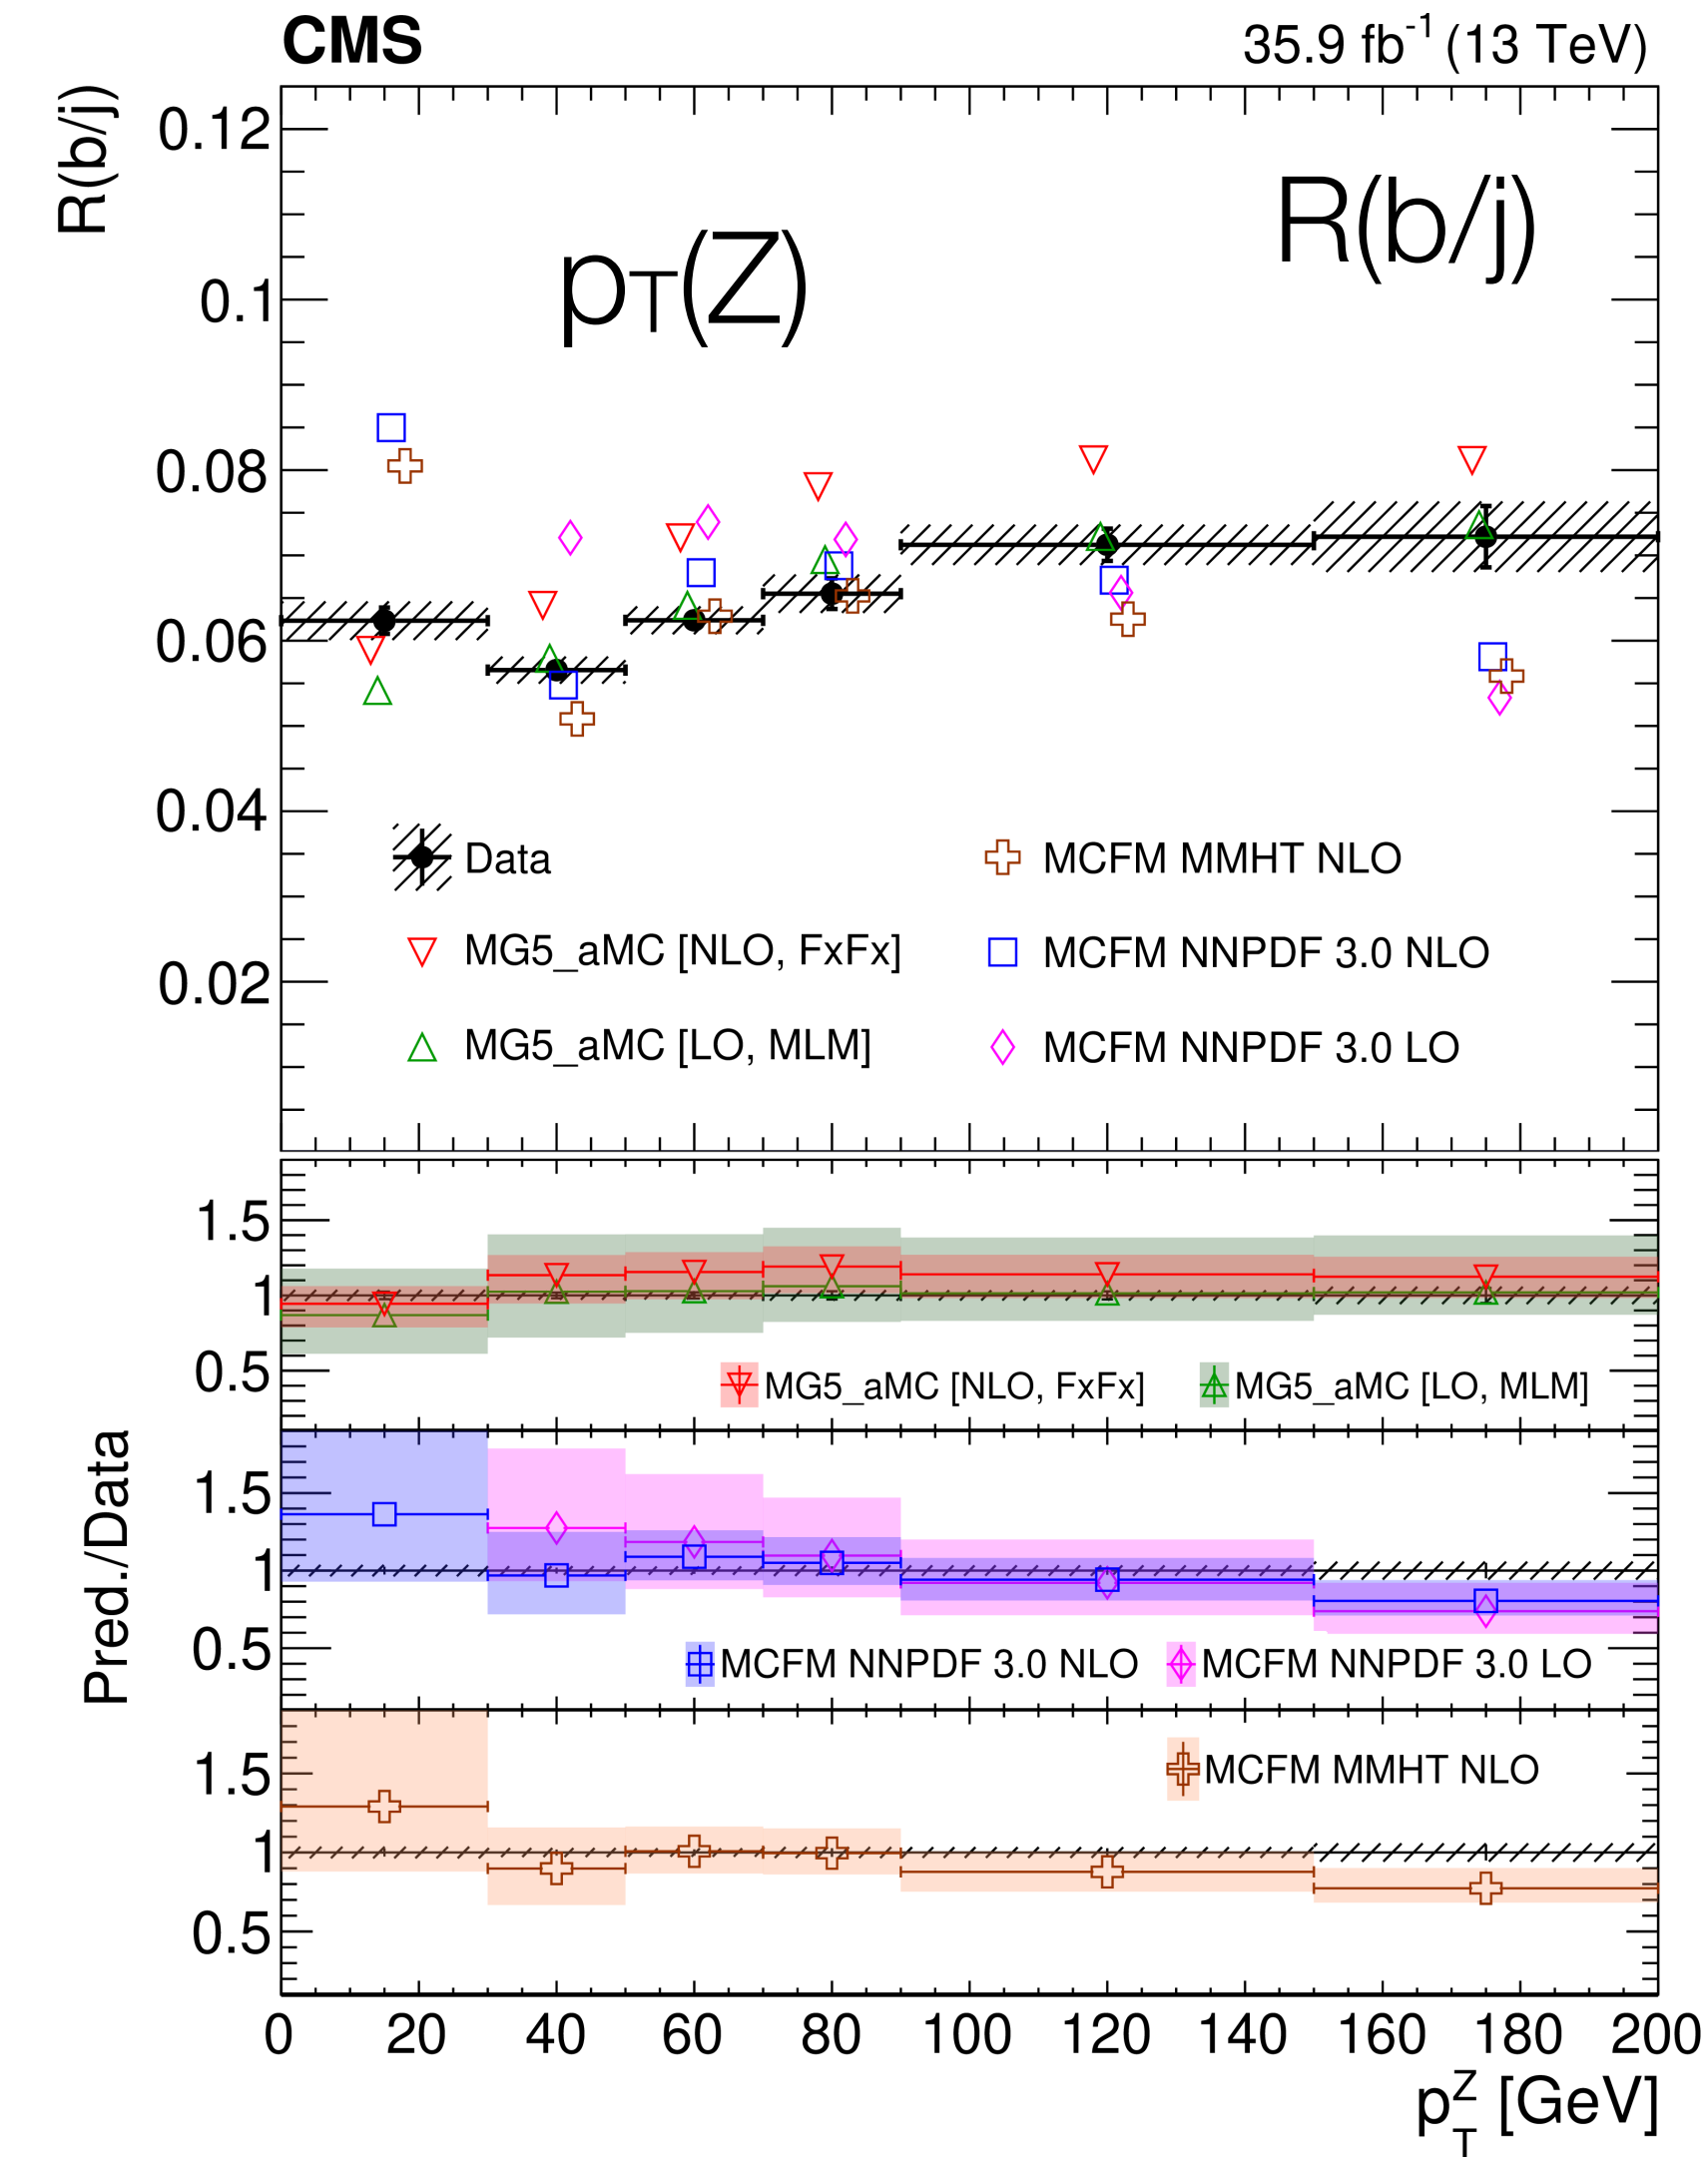 CMS 35.9 fb-1 (13 TeV)
R(b/j)
0.12
0.1
0.08
0.06
0.04
0.02
pT(Z)
R(b/j)
Data
MG5_aMC [NLO, FxFx]
MG5_aMC [LO, MLM]
MCFM MMHT NLO
MCFM NNPDF 3.0 NLO
MCFM NNPDF 3.0 LO
Pred./Data
1.5
1
0.5
MG5_aMC [NLO, FxFx] MG5_aMC [LO, MLM]
1.5
1
0.5
MCFM NNPDF 3.0 NLO MCFM NNPDF 3.0 LO
1.5
1
0.5
MCFM MMHT NLO
0 20 40 60 80 100 120 140 160 180 200
pTZ [GeV]